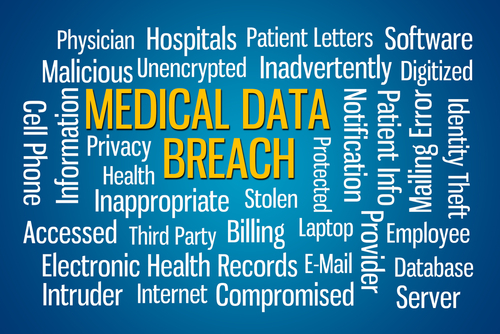 Physician Hospitals Patient Letters Software
Malicious Unencrypted Inadvertently Digitized
Cell Phone
Information
MEDICAL DATA
BREACH
Privacy
Health
Protected
Notification
Patient Info
Mailing Error
Identity Theft
Inappropriate Stolen
Accessed Third Party Billing Laptop
Provider
Employee
Electronic Health Records E-Mail
Database
Intruder Internet Compromised
Server